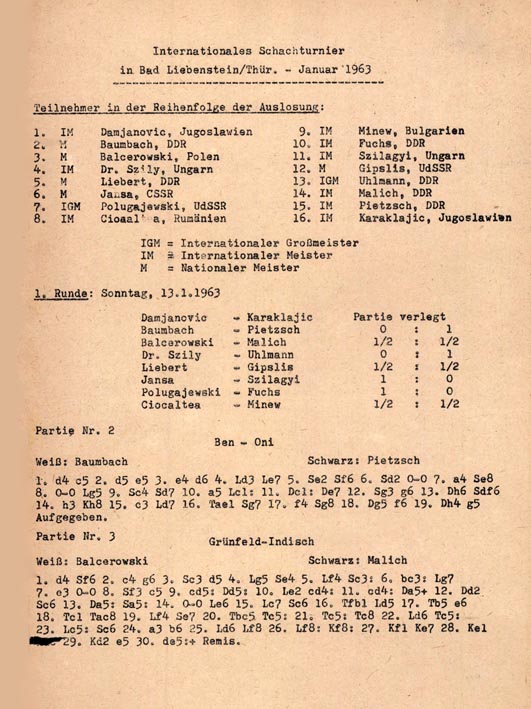 Internationales Schachturnier
in Bad Liebenstein/Thür. - Januar 1963
Teilnehmer in der Reihenfolge der Auslosung:
1. IM Damjanovic, Jugoslawien 9. IM Minew, Bulgarien
2. M Baumbach, DDR 10. IM Fuchs, DDR
3. M Balcerowski, Polen 11. IM Szilagyi, Ungarn
4. IM Dr. Szily, Ungarn 12. M Gipslis, UdSSR
5. M Liebert, DDR 13. IGM Uhlmann, DDR
6. M Jansa, CSSR 14. IM Malich, DDR
7. IGM Polugajewski, UdSSR 15. IM Pietzsch, DDR
8. IM Ciocaltea, Rumänien 16. IM Karaklajic, Jugoslawien
IGM = Internationaler Großmeister
IM = Internationaler Meister
M = Nationaler Meister
1. Runde: Sonntag, 13.1.1963
Damjanovic - Karaklajic Partie verlegt
Baumbach - Pietzsch 0 : 1
Balcerowski - Malich 1/2 : 1/2
Dr. Szily - Uhlmann 0 : 1
Liebert - Gipslis 1/2 : 1/2
Jansa - Szilagyi 1 : 0
Polugajewski - Fuchs 1 : 0
Ciocaltea - Minew 1/2 : 1/2
Partie Nr. 2
Ben - Oni
Weiß: Baumbach Schwarz: Pietzsch
1. d4 c5 2. d5 e5 3. e4 d6 4. Ld3 Le7 5. Se2 Sf6 6. Sd2 0-0 7. a4 Se8
8. 0-0 Lg5 9. Sc4 Sd7 10. a5 Lc1: 11. Dc1: De7 12. Sg3 g6 13. Dh6 Sdf6
14. h3 Kh8 15. c3 Ld7 16. Tae1 Sg7 17. f4 Sg8 18. Dg5 f6 19. Dh4 g5
Aufgegeben.
Partie Nr. 3
Grünfeld-Indisch
Weiß: Balcerowski Schwarz: Malich
1. d4 Sf6 2. c4 g6 3. Sc3 d5 4. Lg5 Se4 5. Lf4 Sc3: 6. bc3: Lg7
7. e3 0-0 8. Sf3 c5 9. cd5: Dd5: 10. Le2 cd4: 11. cd4: Da5+ 12. Dd2
Sc6 13. Da5: Sa5: 14. 0-0 Le6 15. Lc7 Sc6 16. Tfb1 Ld5 17. Tb5 e6
18. Tc1 Tac8 19. Lf4 Se7 20. Tbc5 Tc5: 21. Tc5: Tc8 22. Ld6 Tc5:
23. Lc5: Sc6 24. a3 b6 25. Ld6 Lf8 26. Lf8: Kf8: 27. Kf1 Ke7 28. Ke1
29. Kd2 e5 30. de5:+ Remis.